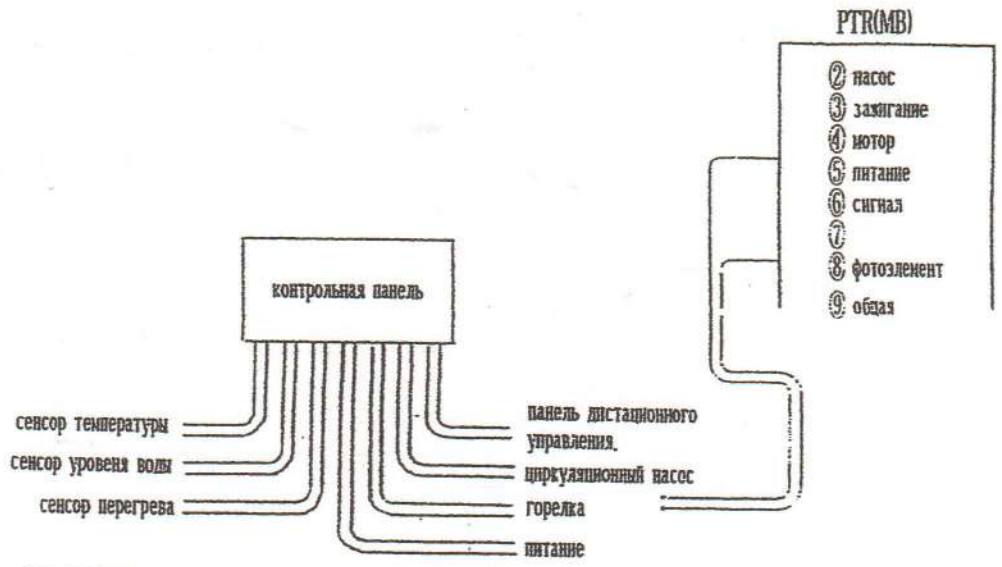 PTR(MB)
② насос
③ зажигание
④ мотор
⑤ питание
⑥ сигнал
⑦
⑧ фотоэлемент
⑨ общая
контрольная панель
сенсор температуры
сенсор уровеня воды
сенсор перегрева
панель дистационного
управления.
циркуляционный насос
горелка
питание